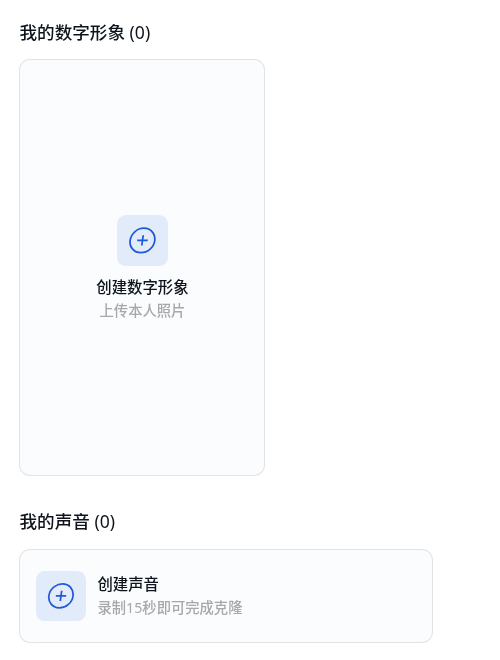 我的数字形象 (0)
创建数字形象
上传本人照片
我的声音 (0)
创建声音
录制15秒即可完成克隆